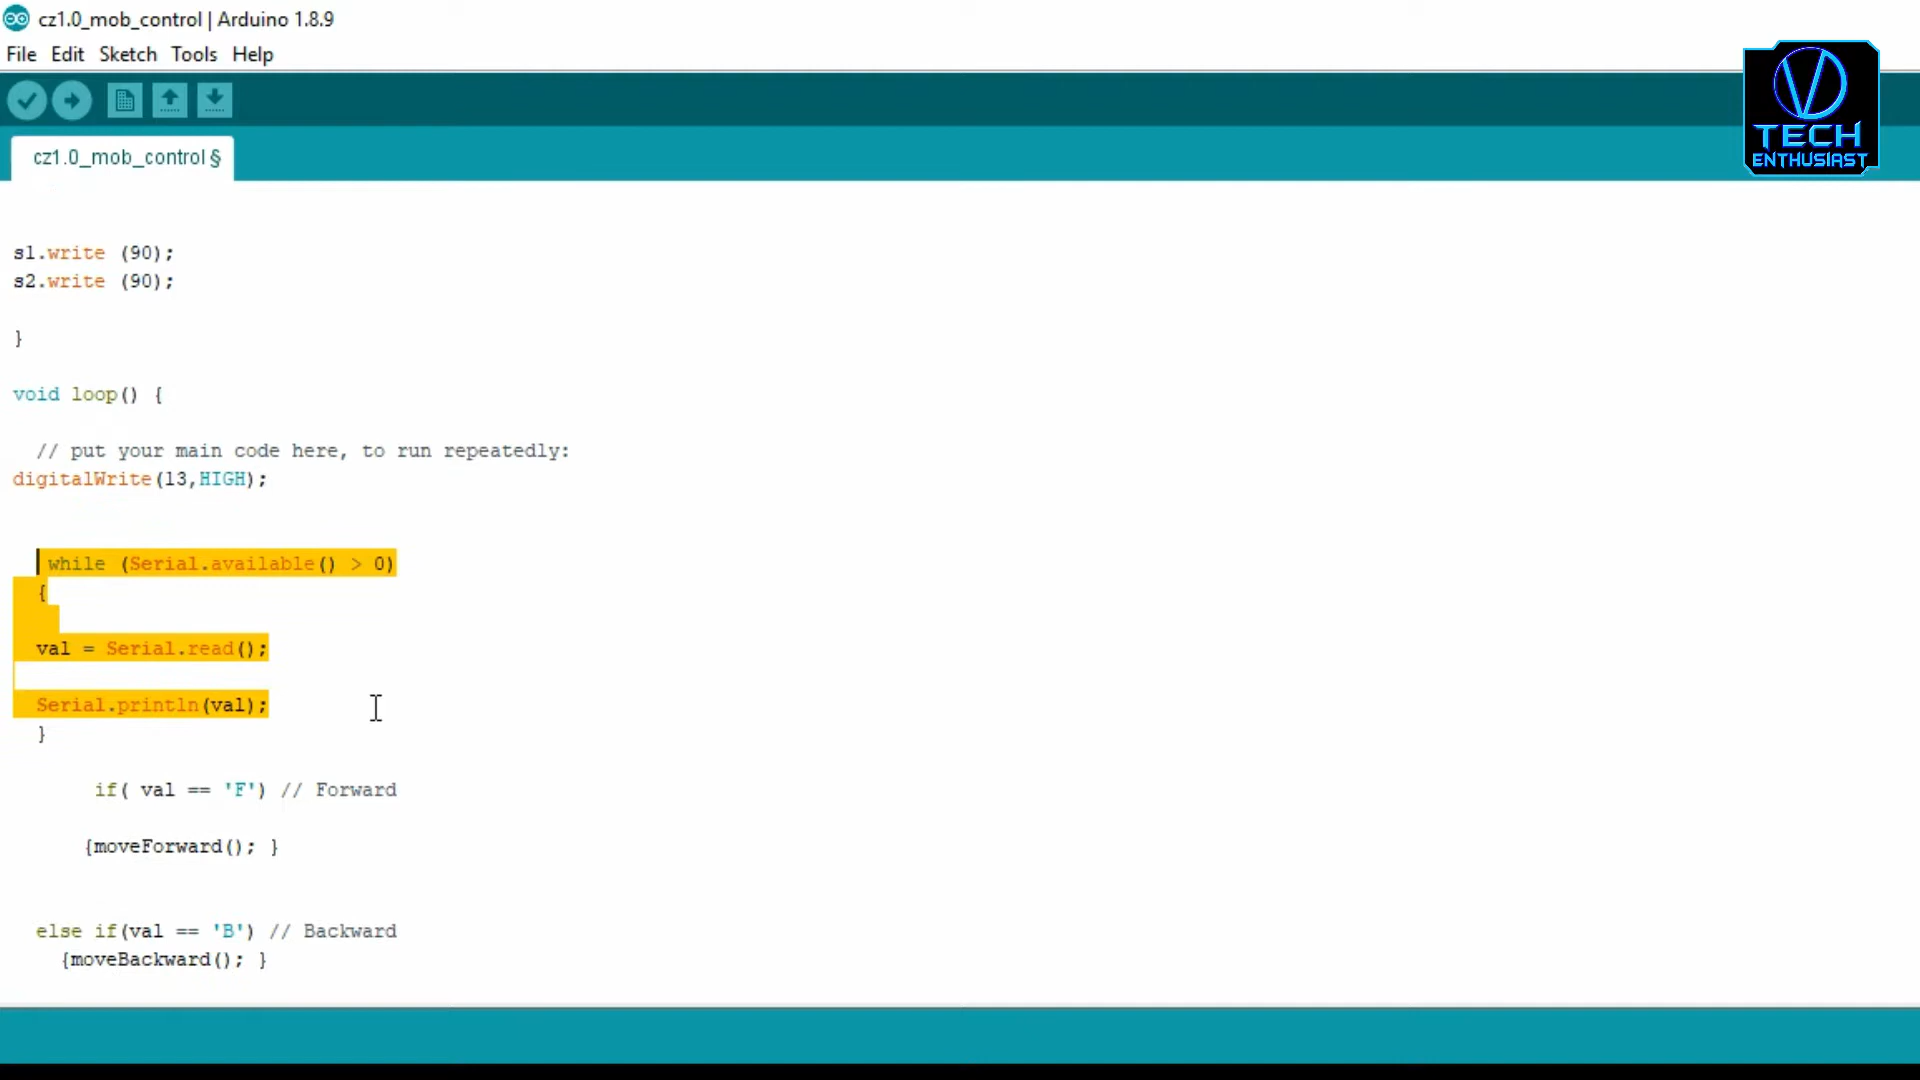 cz1.0_mob_control | Arduino 1.8.9
File Edit Sketch Tools Help
TECH
ENTHUSIAST
cz1.0_mob_control §
s1.write (90);
s2.write (90);
}
void loop() {
// put your main code here, to run repeatedly:
digitalWrite(13,HIGH);
while (Serial.available() > 0)
{
val = Serial.read();
Serial.println(val);
}
if( val == 'F') // Forward
{moveForward(); }
else if(val == 'B') // Backward
{moveBackward(); }